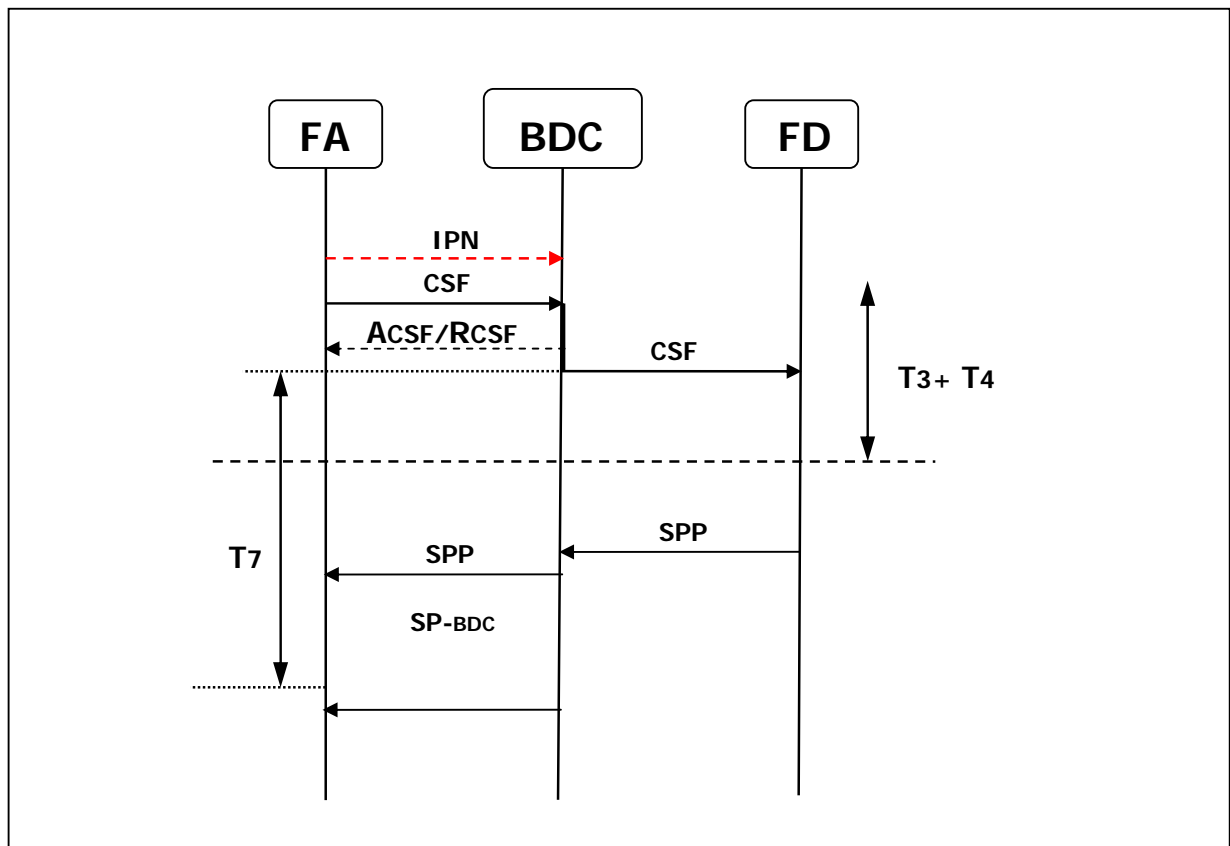 FA
BDC
FD
IPN
CSF
ACSF/RCSF
CSF
T3+ T4
SPP
SPP
T7
SP-BDC